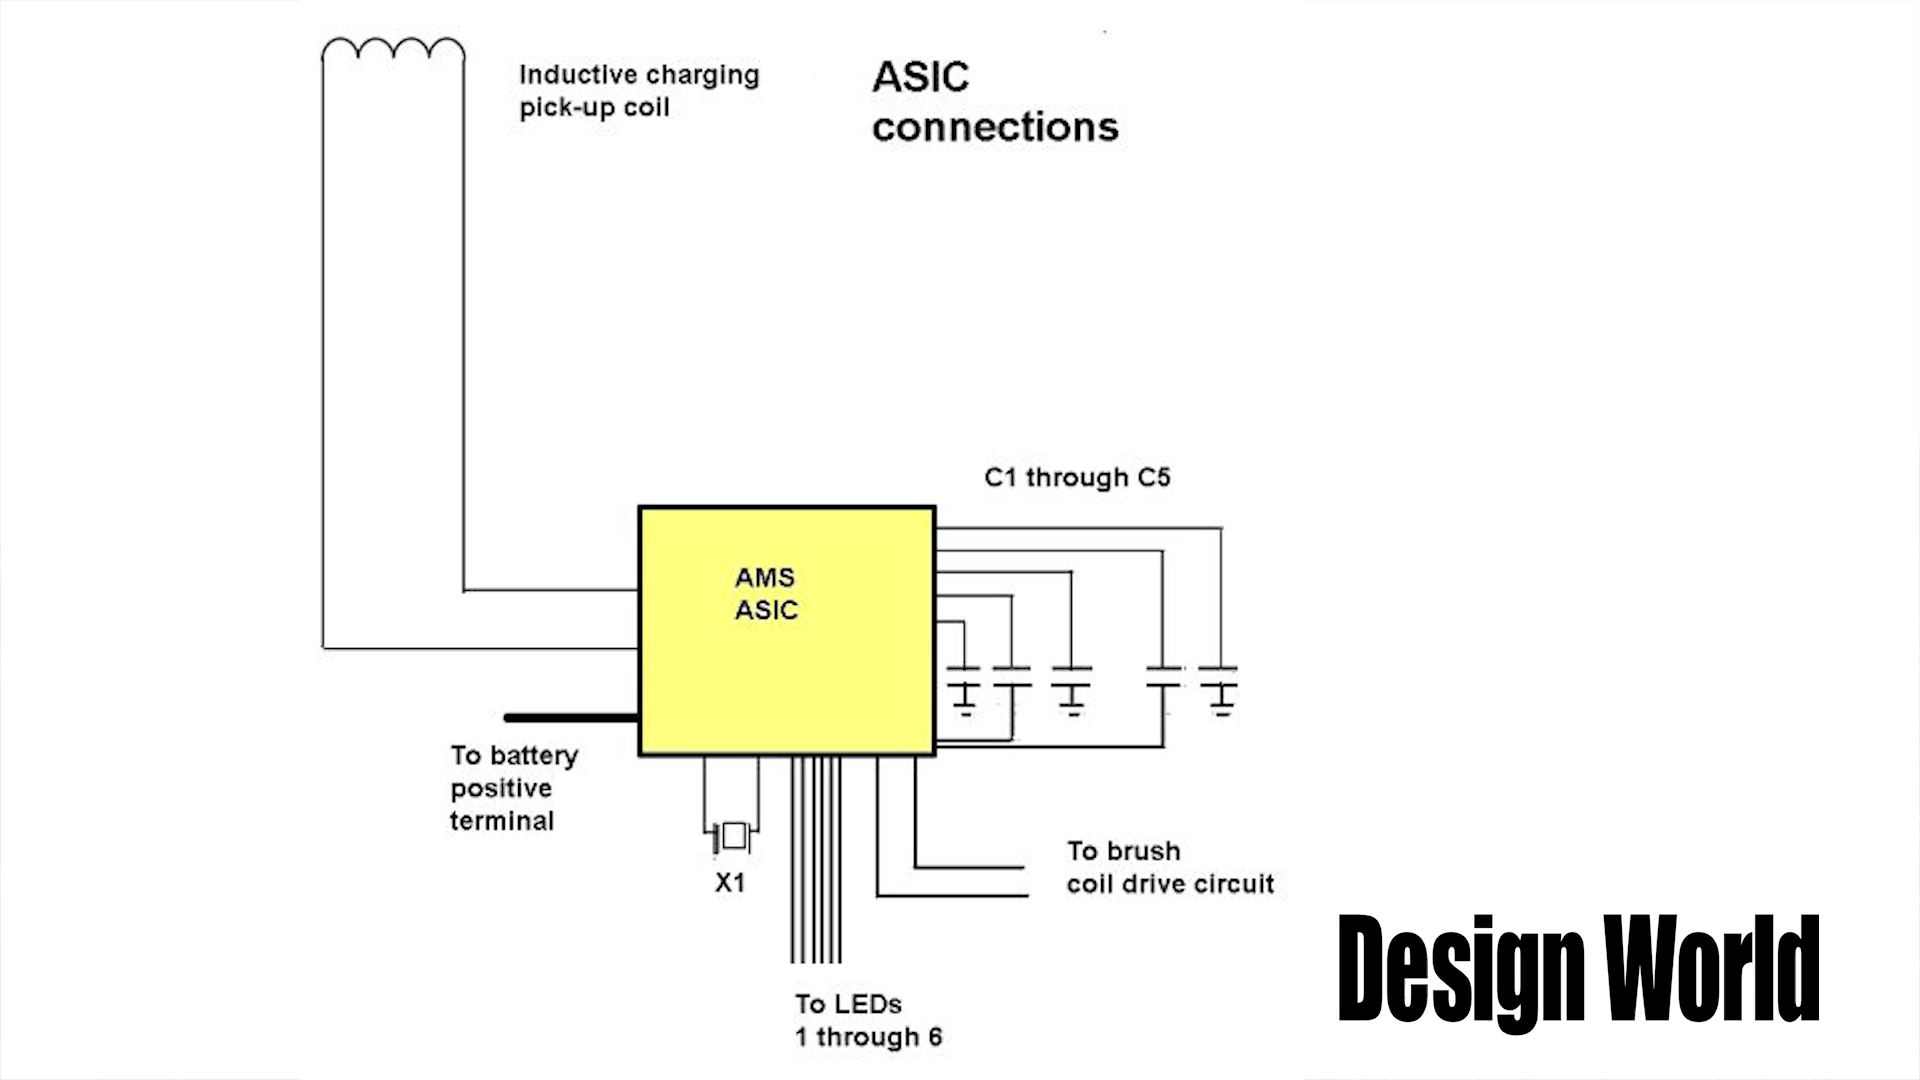 Inductive charging
pick-up coil
ASIC
connections
C1 through C5
AMS
ASIC
To battery
positive
terminal
X1
To brush
coil drive circuit
To LEDs
1 through 6
Design World